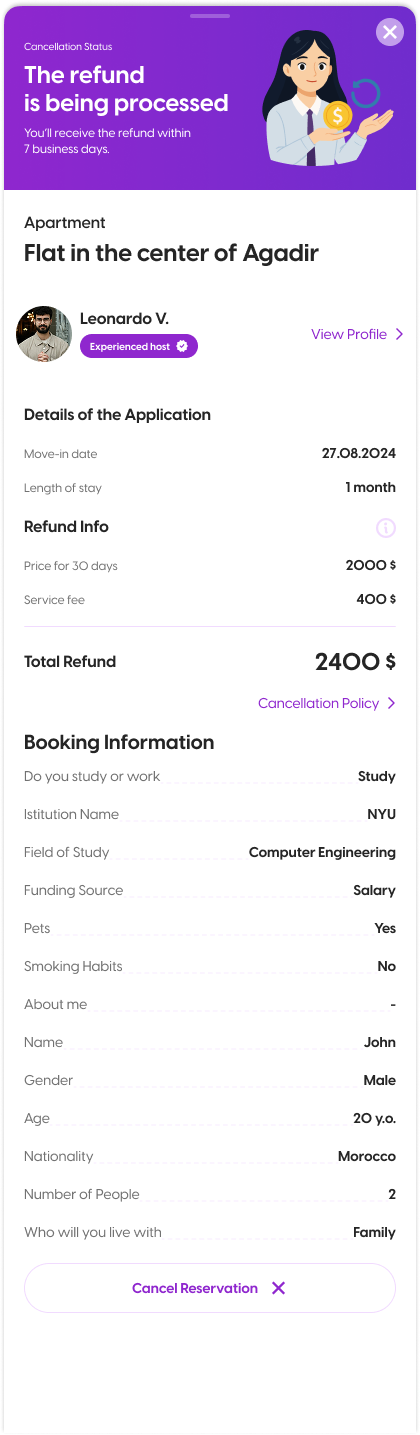 Cancellation Status
The refund
is being processed
You'll receive the refund within
7 business days.
$
Apartment
Flat in the center of Agadir
Leonardo V.
Experienced host
View Profile
Details of the Application
Move-in date 27.08.2024
Length of stay 1 month
Refund Info
Price for 30 days 2000 $
Service fee 400 $
Total Refund 2400 $
Cancellation Policy
Booking Information
Do you study or work Study
Istitution Name NYU
Field of Study Computer Engineering
Funding Source Salary
Pets Yes
Smoking Habits No
About me -
Name John
Gender Male
Age 20 y.o.
Nationality Morocco
Number of People 2
Who will you live with Family
Cancel Reservation